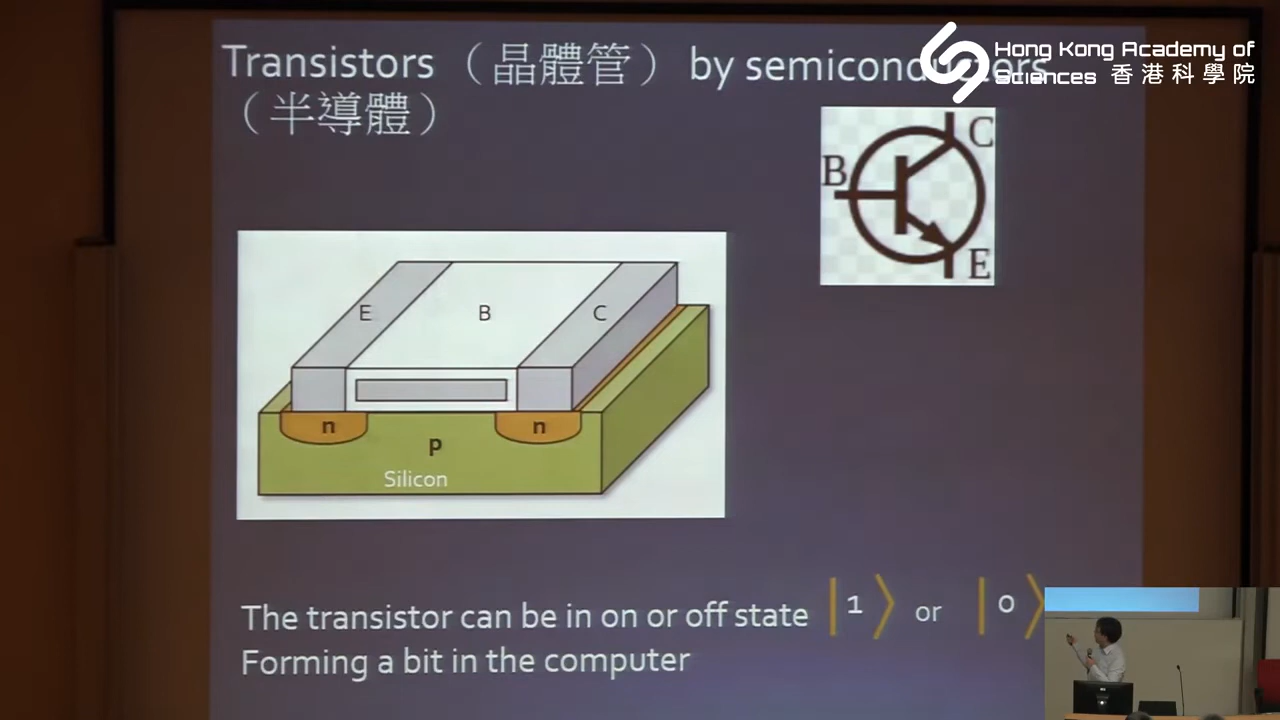 Transistors （晶體管） by semiconductors
（半導體）
Hong Kong Academy of
Sciences 香港科學院
C
B
E
E
B
C
n
n
p
Silicon
The transistor can be in on or off state |1〉 or |0〉
Forming a bit in the computer